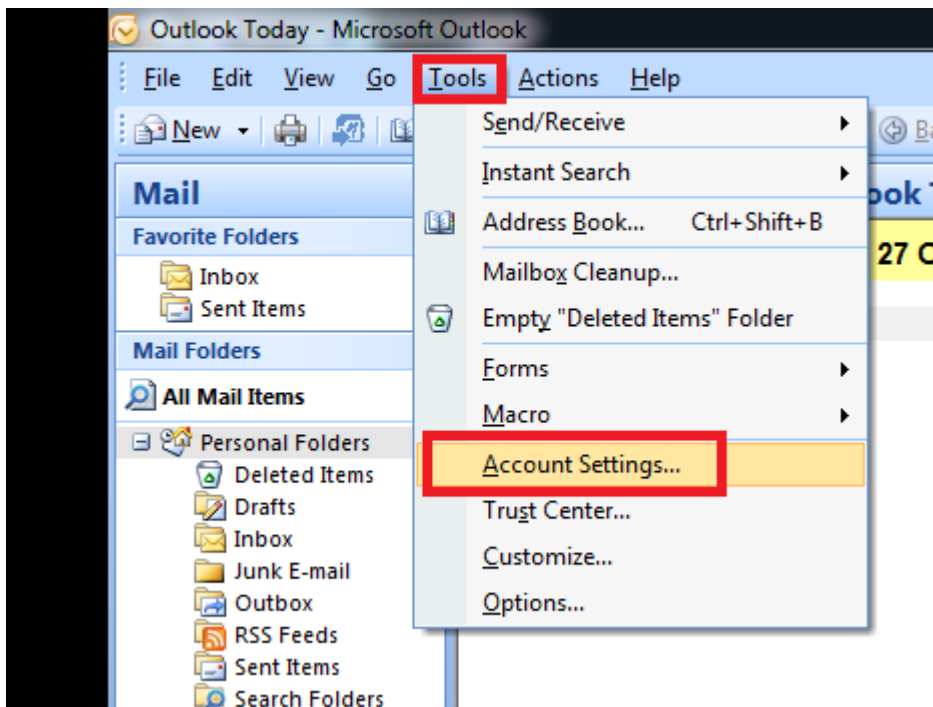 Outlook Today - Microsoft Outlook
File Edit View Go Tools Actions Help
New
Send/Receive
Instant Search
Address Book... Ctrl+Shift+B
Mailbox Cleanup...
Empty "Deleted Items" Folder
Forms
Macro
Account Settings...
Trust Center...
Customize...
Options...
Mail
Favorite Folders
Inbox
Sent Items
Mail Folders
All Mail Items
Personal Folders
Deleted Items
Drafts
Inbox
Junk E-mail
Outbox
RSS Feeds
Sent Items
Search Folders
27